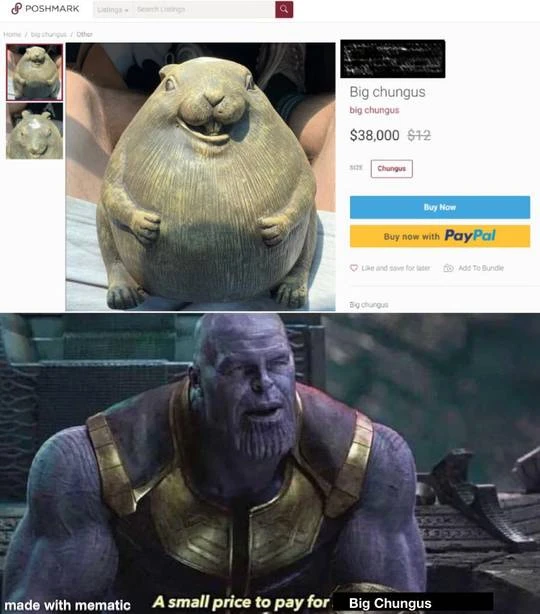 POSHMARK
Listings
Search Listings
Home / big chungus / Other
Big chungus
big chungus
$38,000 $12
SIZE
Chungus
Buy Now
Buy now with PayPal
Like and save for later
Add To Bundle
Big chungus
made with mematic
A small price to pay for Big Chungus